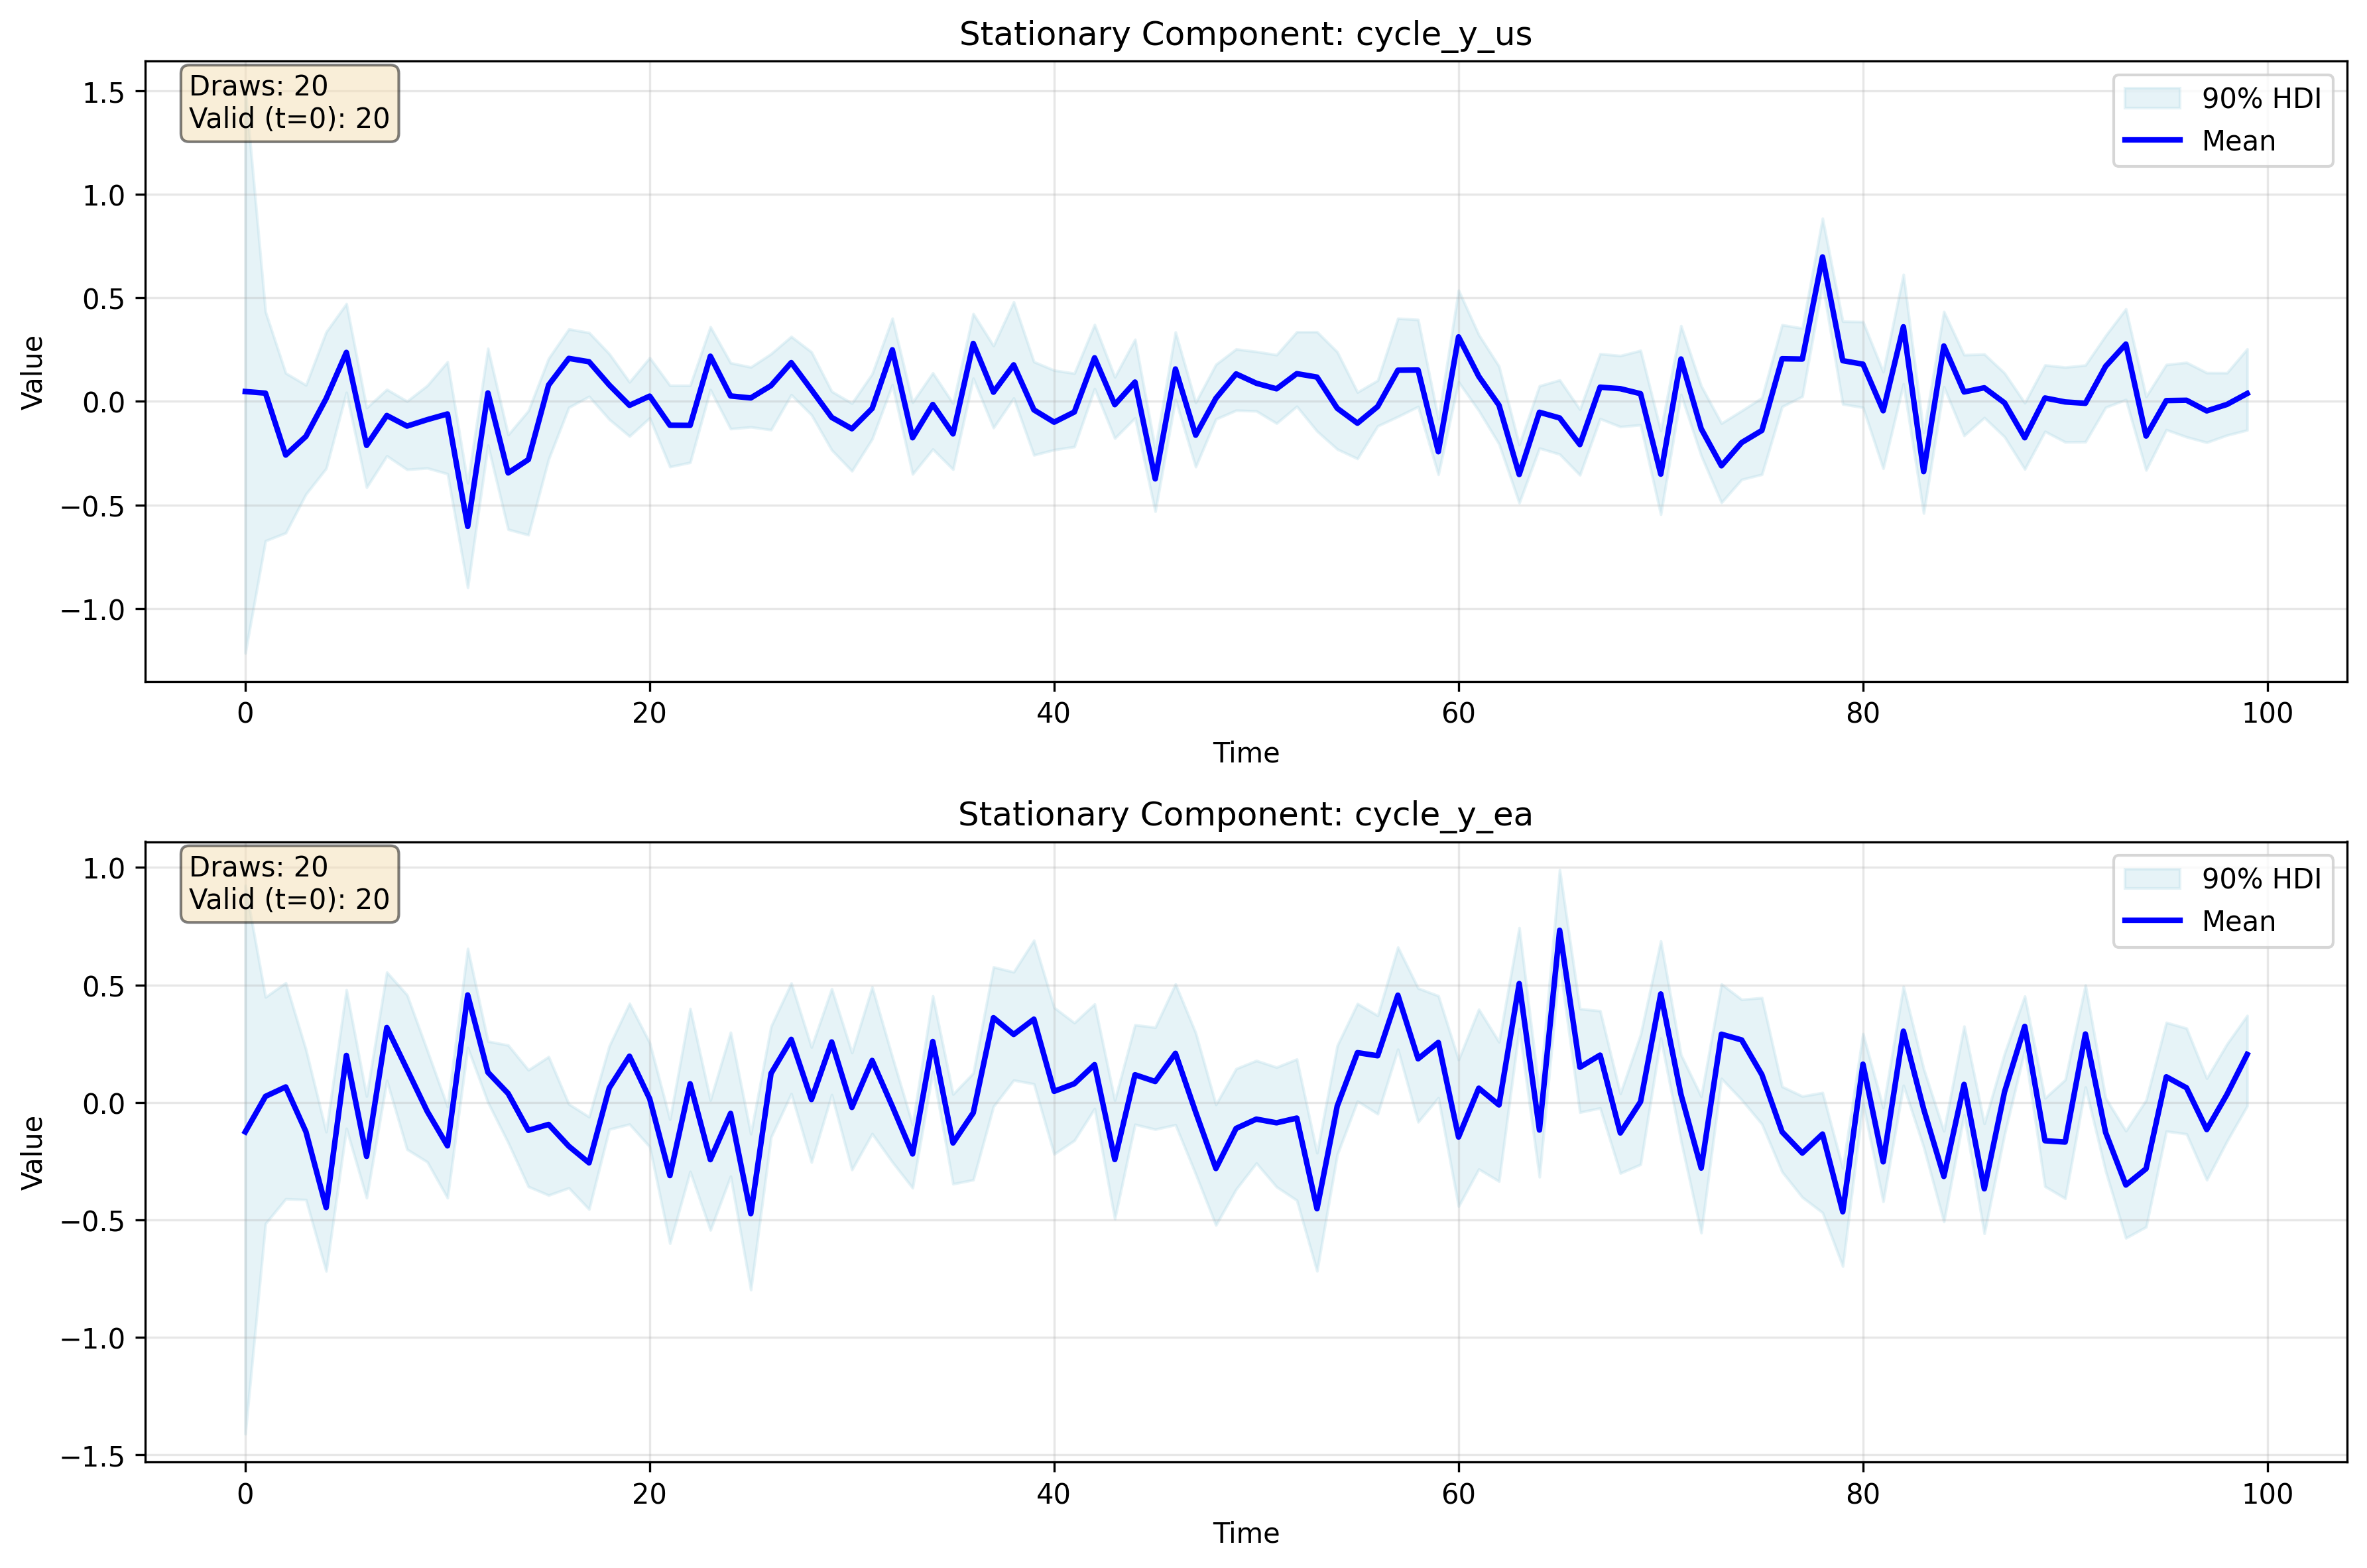 Stationary Component: cycle_y_us
Draws: 20
Valid (t=0): 20
90% HDI
Mean
Value
1.5
1.0
0.5
0.0
−0.5
−1.0
0
20
40
60
80
100
Time
Stationary Component: cycle_y_ea
Draws: 20
Valid (t=0): 20
90% HDI
Mean
Value
1.0
0.5
0.0
−0.5
−1.0
−1.5
0
20
40
60
80
100
Time